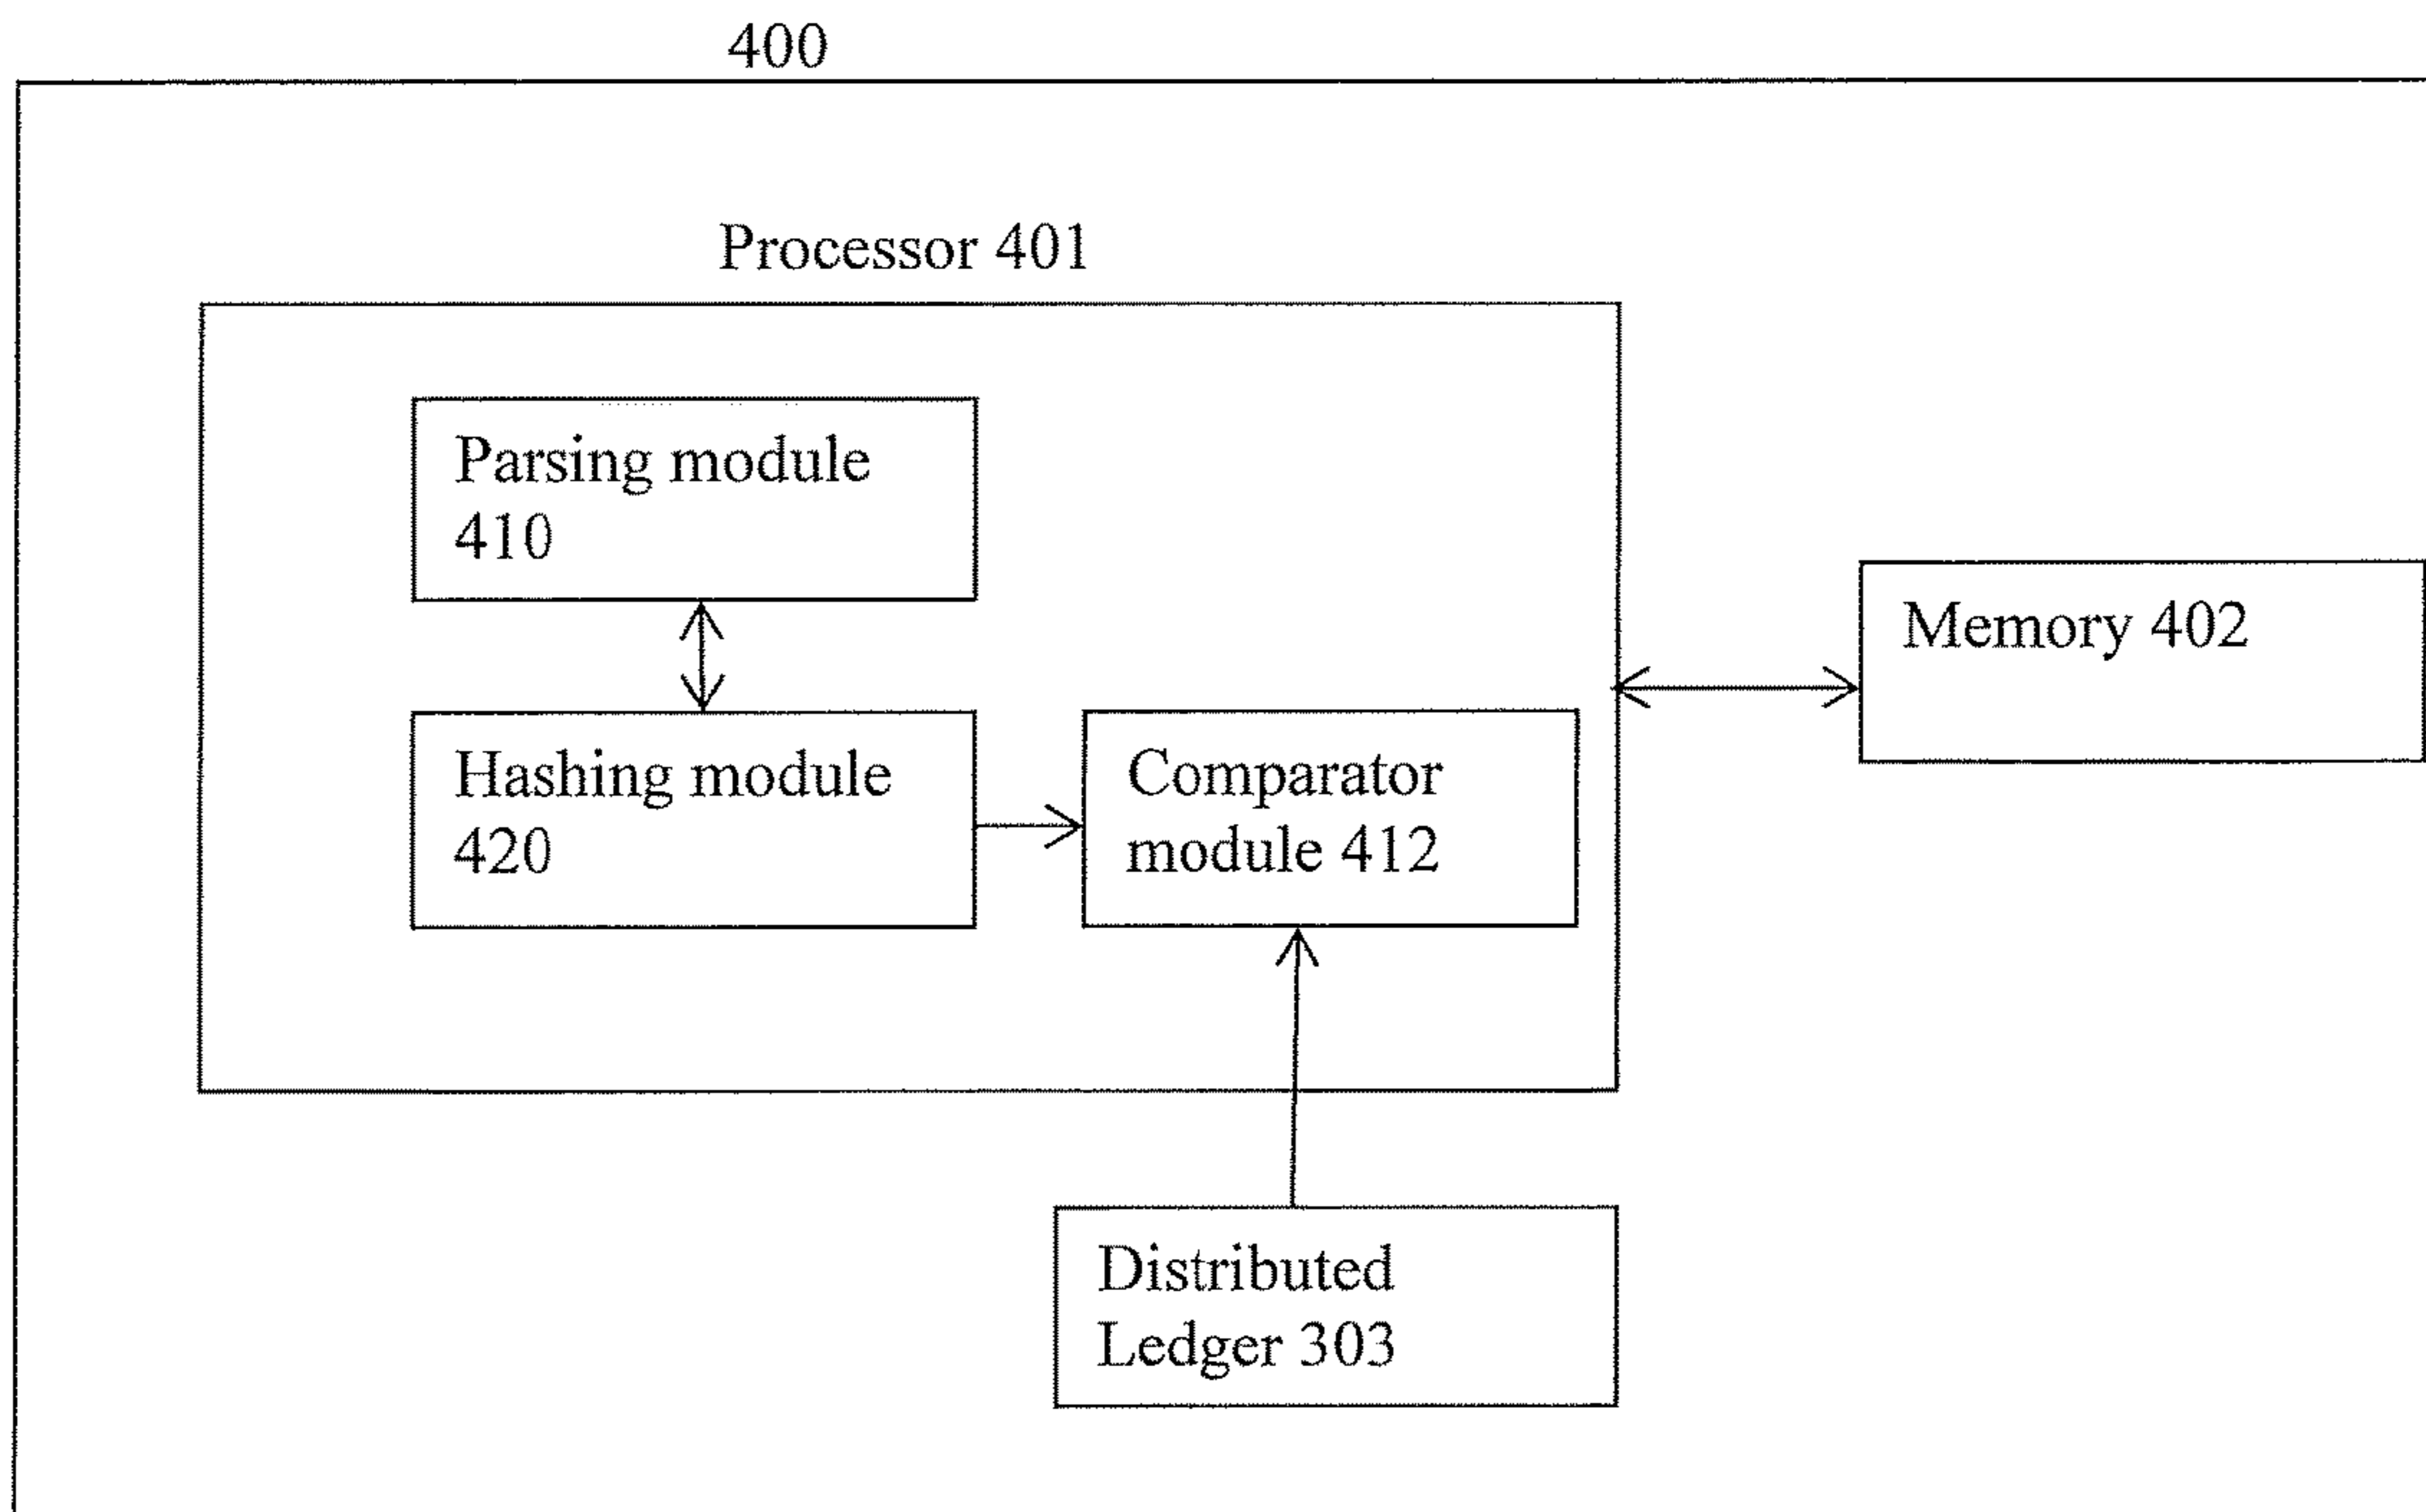 400
Processor 401
Parsing module
410
Memory 402
Hashing module
420
Comparator
module 412
Distributed
Ledger 303